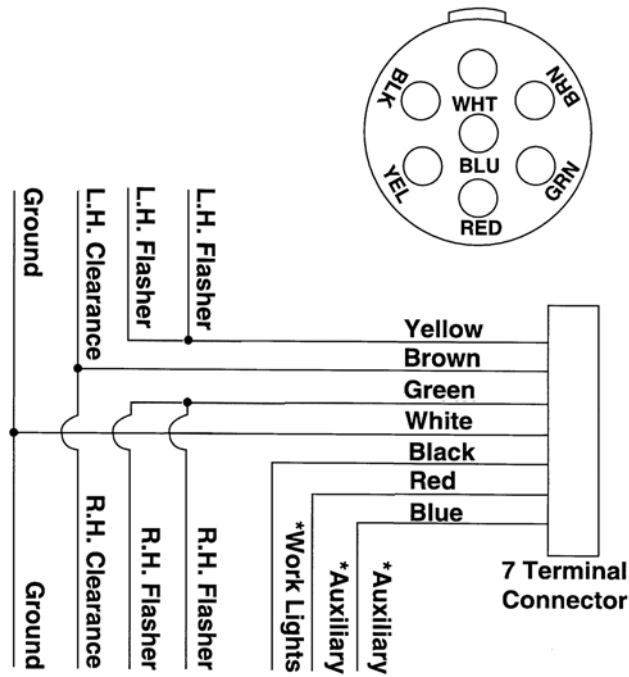 BLK
WHT
BRN
BLU
YEL
GRN
RED
Ground
L.H. Clearance
L.H. Flasher
L.H. Flasher
Yellow
Brown
Green
White
Black
Red
Blue
Ground
R.H. Clearance
R.H. Flasher
R.H. Flasher
*Work Lights
*Auxiliary
*Auxiliary
7 Terminal
Connector